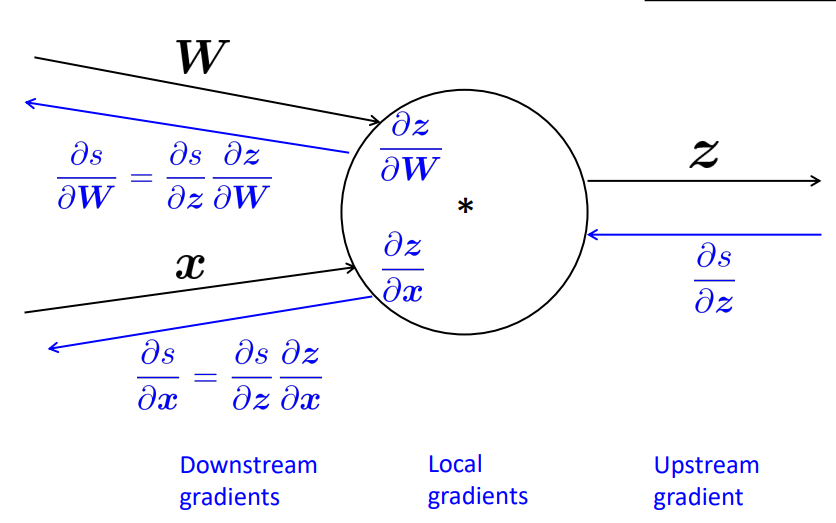 W
∂z/∂W
∂s/∂W = ∂s/∂z ∂z/∂W
z
*
x
∂z/∂x
∂s/∂z
∂s/∂x = ∂s/∂z ∂z/∂x
Downstream
gradients
Local
gradients
Upstream
gradient